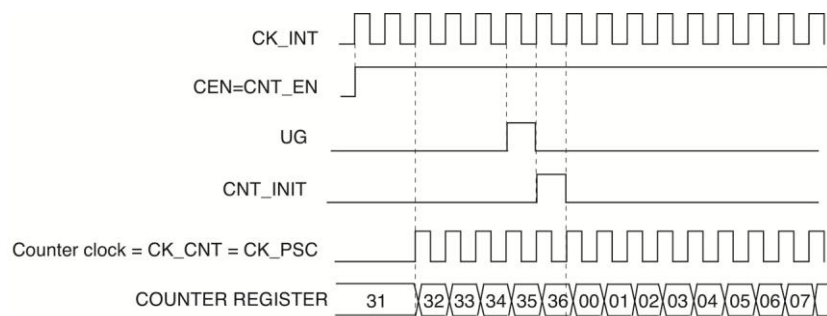 CK_INT
CEN=CNT_EN
UG
CNT_INIT
Counter clock = CK_CNT = CK_PSC
COUNTER REGISTER 31 32 33 34 35 36 00 01 02 03 04 05 06 07